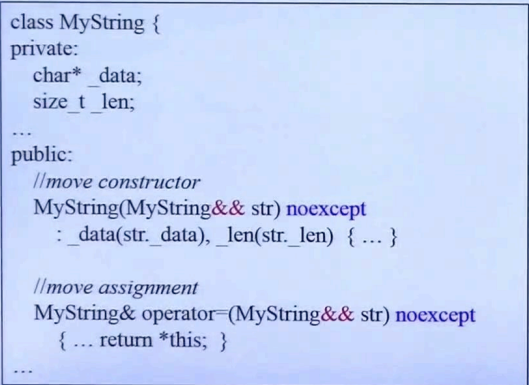 class MyString {
private:
char* _data;
size_t _len;
...
public:
//move constructor
MyString(MyString&& str) noexcept
: _data(str._data), _len(str._len) { ... }
//move assignment
MyString& operator=(MyString&& str) noexcept
{ ... return *this; }
...